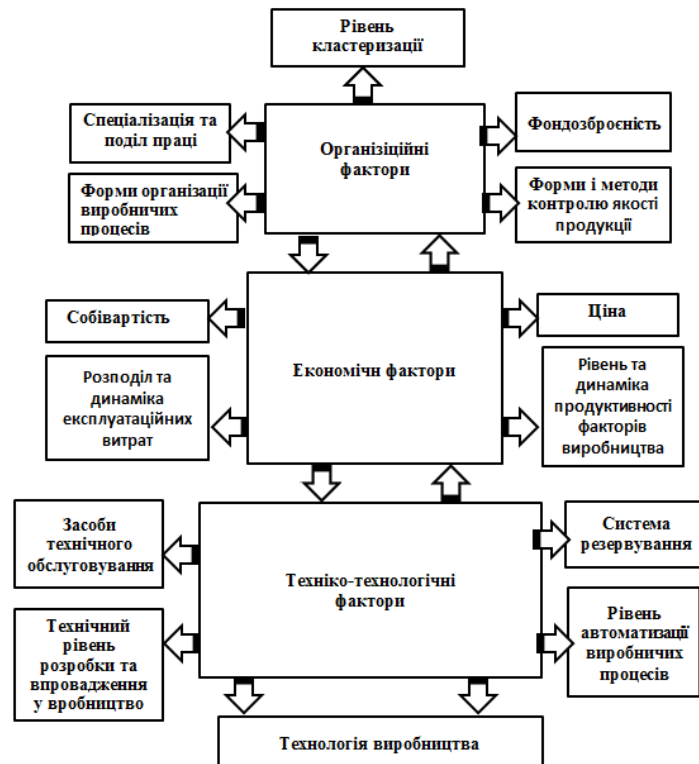 Рівень
кластеризації
Спеціалізація та
поділ праці
Організіційні
фактори
Фондозброєність
Форми організації
виробничих
процесів
Форми і методи
контролю якості
продукції
Собівартість
Ціна
Економічн фактори
Розподіл та
динаміка
експлуатаційних
витрат
Рівень та
динаміка
продуктивності
факторів
виробництва
Засоби
технічного
обслуговування
Система
резервування
Техніко-технологічні
фактори
Технічний
рівень
розробки та
впровадження
у вробництво
Рівень
автоматизації
виробничих
процесів
Технологія виробництва